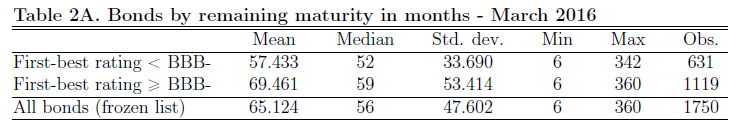 Table 2A. Bonds by remaining maturity in months - March 2016
Mean Median Std. dev. Min Max Obs.
First-best rating < BBB- 57.433 52 33.690 6 342 631
First-best rating ⩾ BBB- 69.461 59 53.414 6 360 1119
All bonds (frozen list) 65.124 56 47.602 6 360 1750